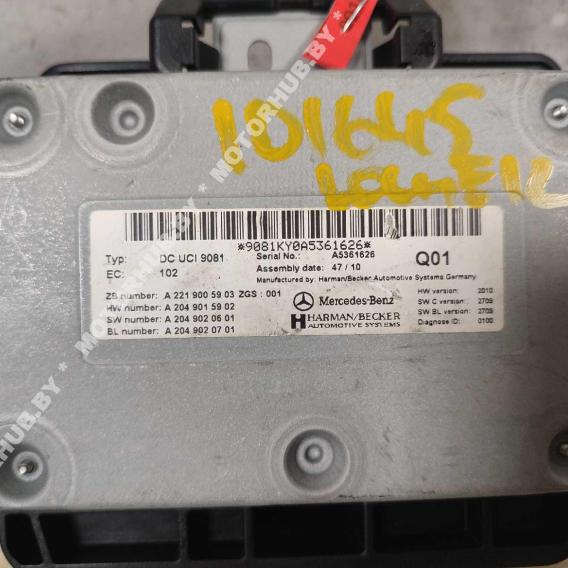 101645
*9081KY0A5361626*
Typ: DC UCI 9081 Serial No.: A5361626 Q01
EC: 102 Assembly date: 47 / 10
Manufactured by: Harman/Becker Automotive Systems Germany
ZB number: A 221 900 59 03 ZGS : 001 Mercedes-Benz HW version: 2010
HW number: A 204 901 59 02 HARMAN/BECKER SW C version: 2709
SW number: A 204 902 06 01 AUTOMOTIVE SYSTEMS SW BL version: 2709
BL number: A 204 902 07 01 Diagnose ID: 0100
MOTORHUB.BY * MOTORHUB.BY * MOTORHUB.BY